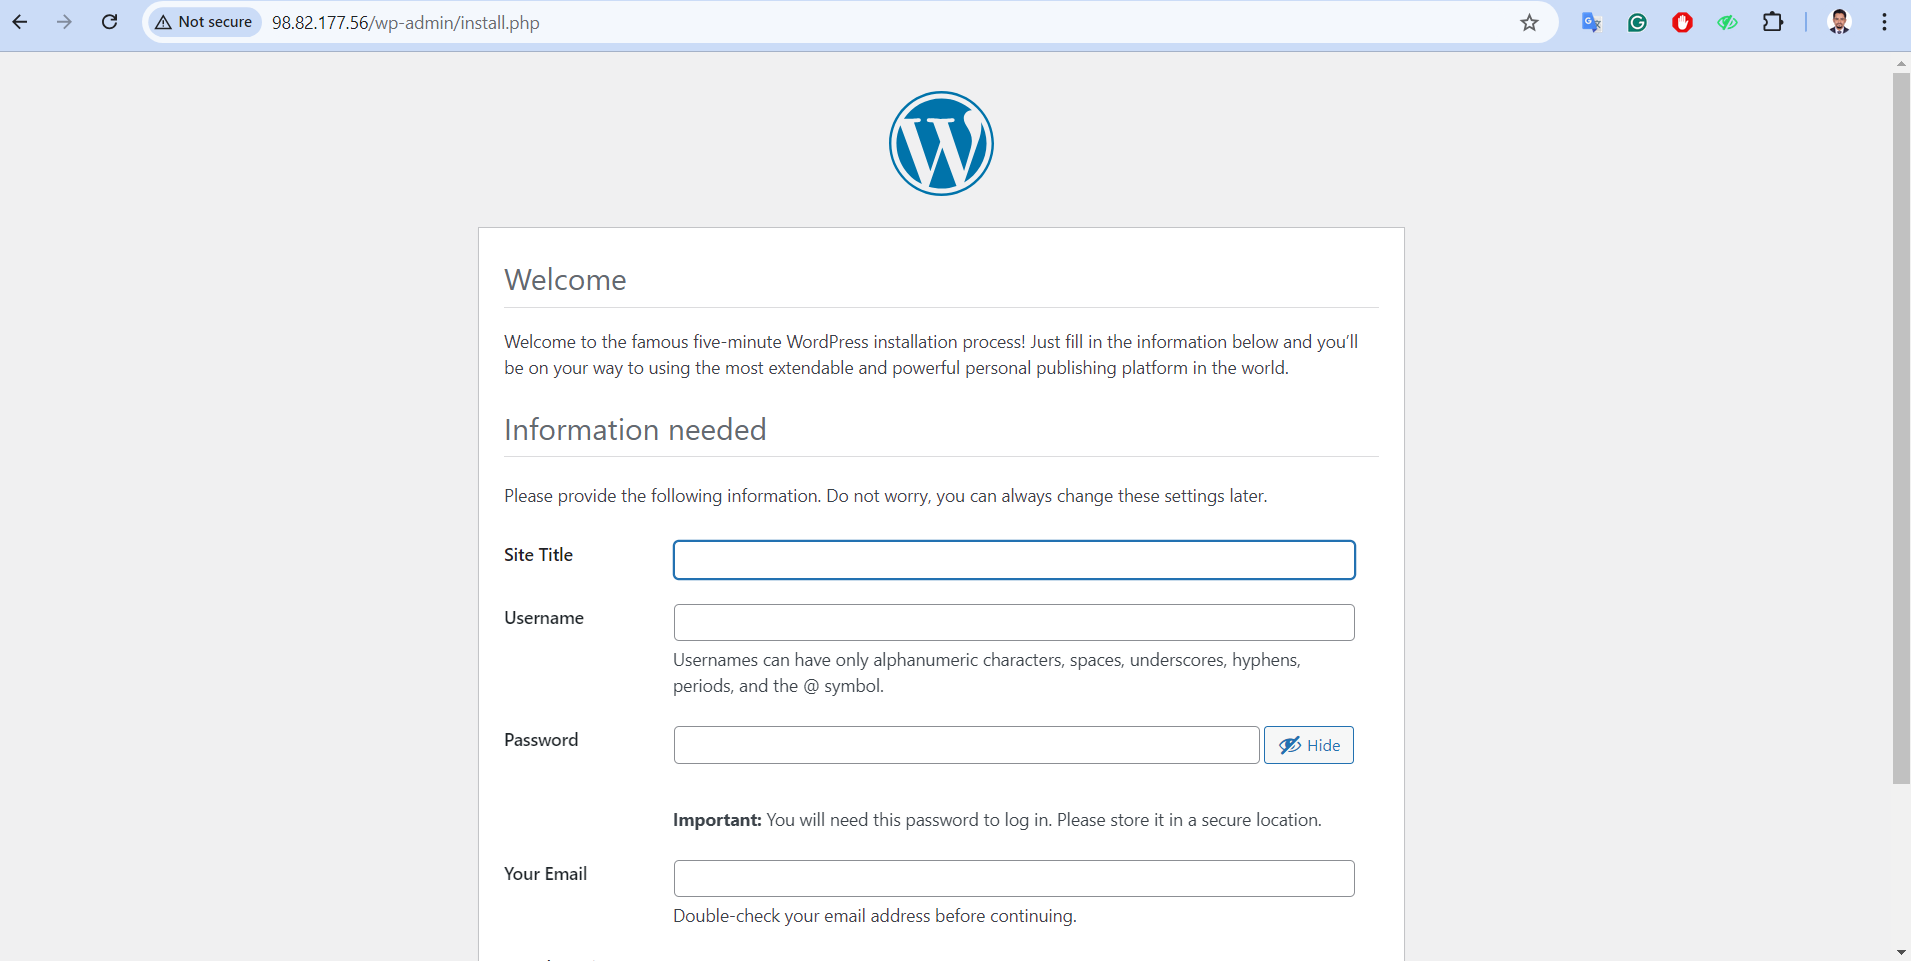 Not secure 98.82.177.56/wp-admin/install.php
Welcome
Welcome to the famous five-minute WordPress installation process! Just fill in the information below and you’ll
be on your way to using the most extendable and powerful personal publishing platform in the world.
Information needed
Please provide the following information. Do not worry, you can always change these settings later.
Site Title
Username
Usernames can have only alphanumeric characters, spaces, underscores, hyphens,
periods, and the @ symbol.
Password
Hide
Important: You will need this password to log in. Please store it in a secure location.
Your Email
Double-check your email address before continuing.